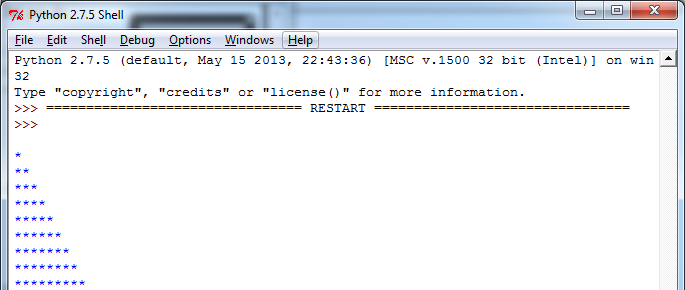 Python 2.7.5 Shell
File Edit Shell Debug Options Windows Help
Python 2.7.5 (default, May 15 2013, 22:43:36) [MSC v.1500 32 bit (Intel)] on win
32
Type "copyright", "credits" or "license()" for more information.
>>> ================================ RESTART ================================
>>>
*
**
***
****
*****
******
*******
********
*********